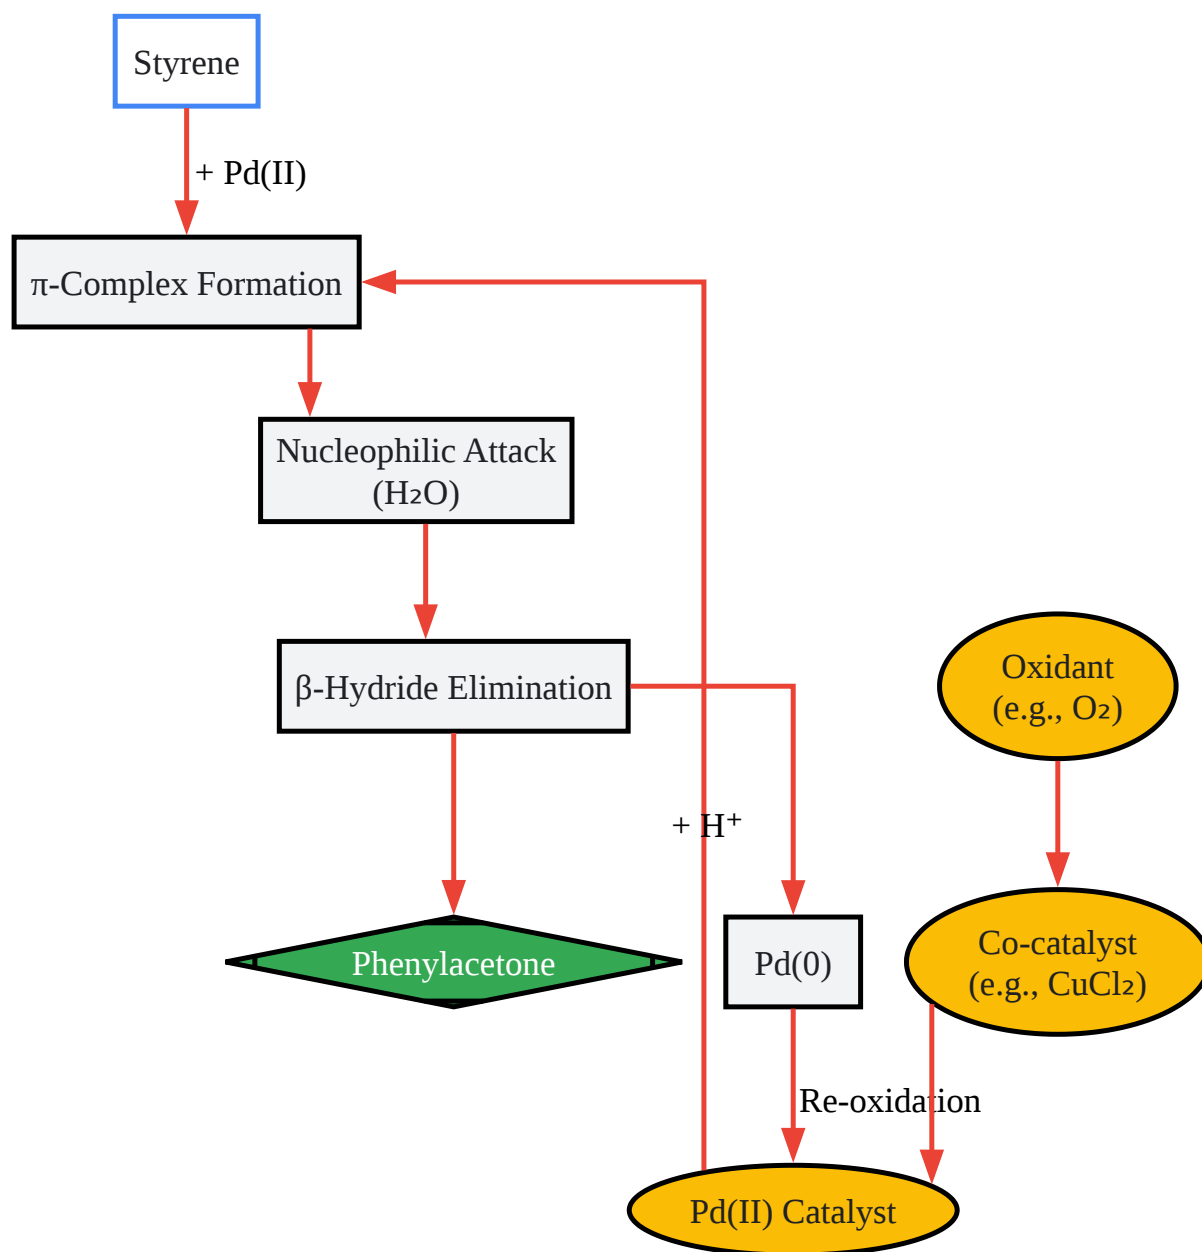 Styrene
+ Pd(II)
π-Complex Formation
Nucleophilic Attack
(H₂O)
β-Hydride Elimination
Oxidant
(e.g., O₂)
+ H⁺
Phenylacetone
Pd(0)
Co-catalyst
(e.g., CuCl₂)
Re-oxidation
Pd(II) Catalyst